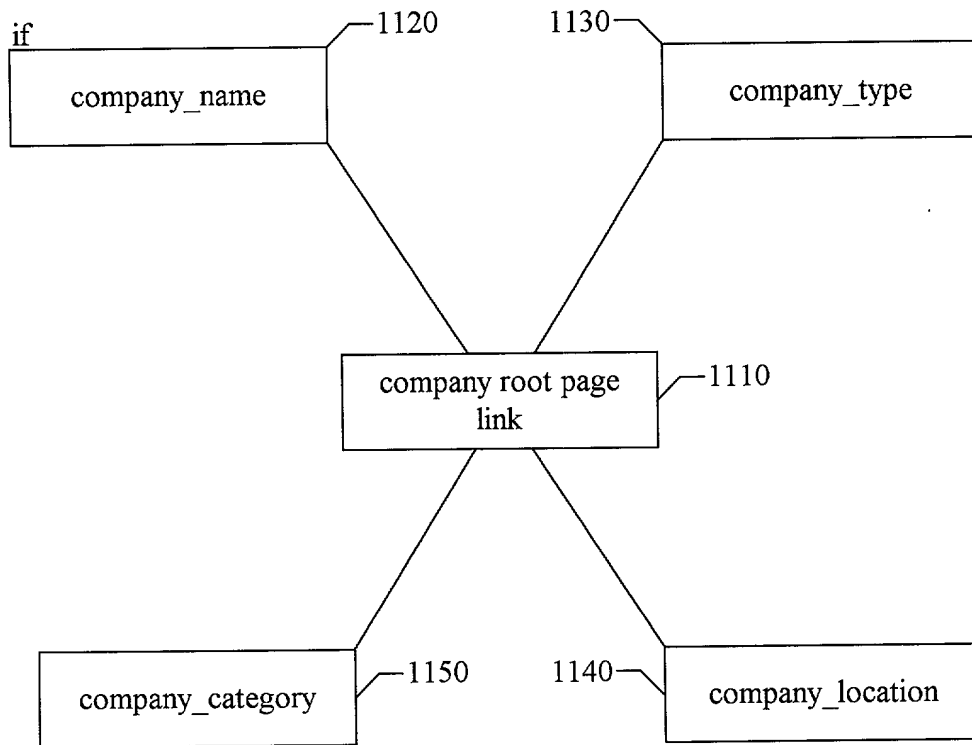 if
1120
1130
company_name
company_type
company root page
link
1110
1150
1140
company_category
company_location